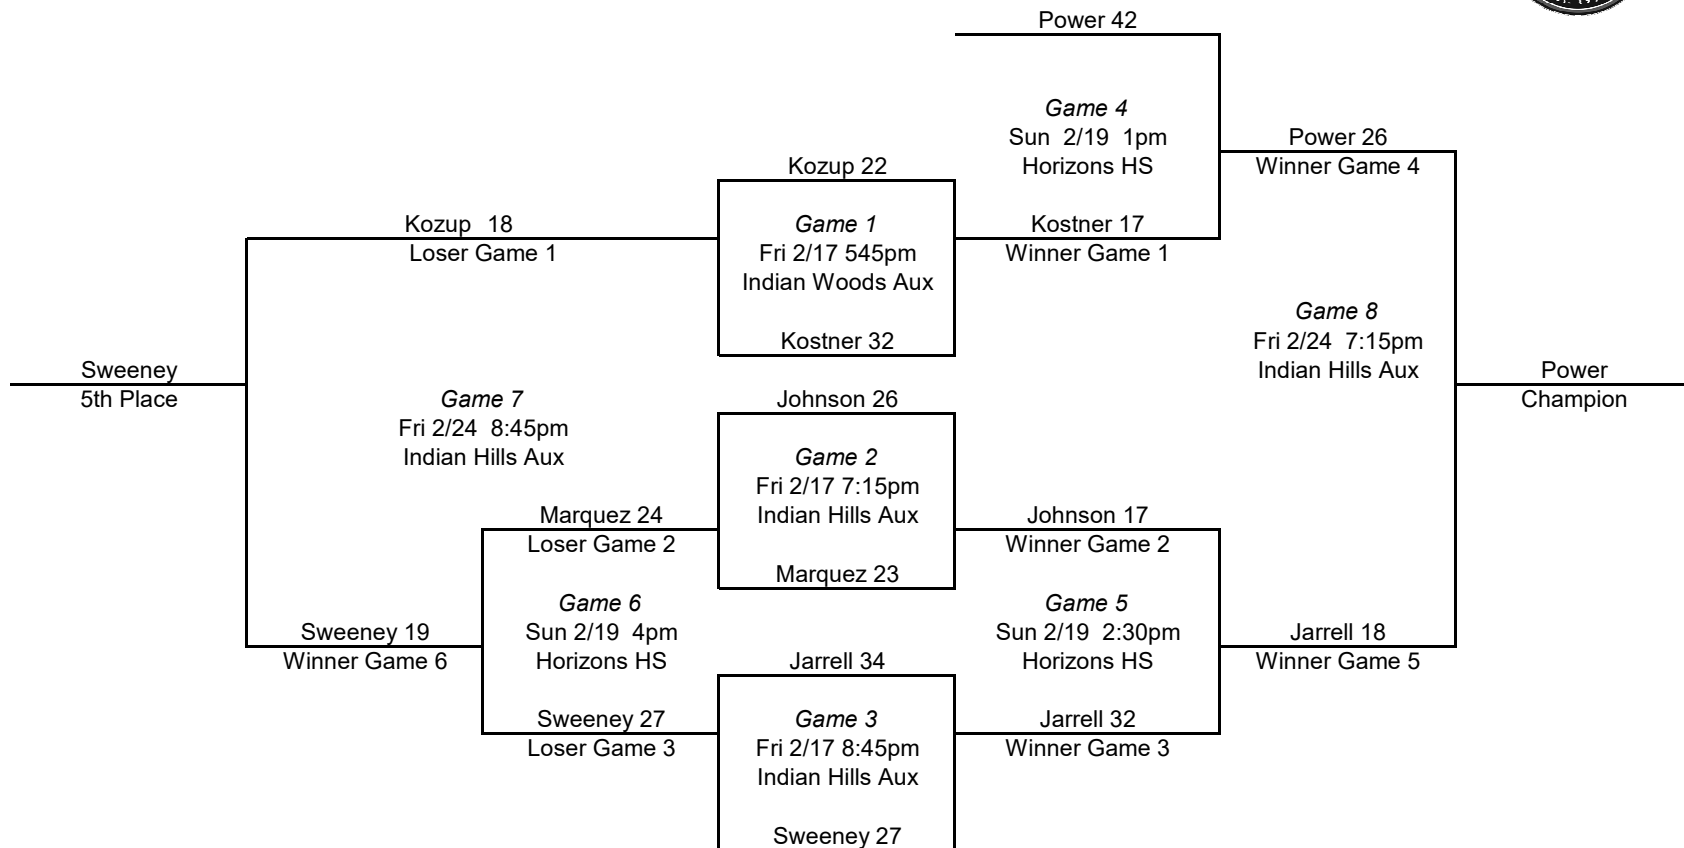 Power 42
Game 4
Sun  2/19  1pm
Horizons HS
Power 26
Winner Game 4
Kozup 22
Game 1
Fri 2/17 545pm
Indian Woods Aux
Kostner 32
Kozup   18
Loser Game 1
Kostner 17
Winner Game 1
Game 8
Fri 2/24  7:15pm
Indian Hills Aux
Sweeney
5th Place
Power
Champion
Game 7
Fri 2/24  8:45pm
Indian Hills Aux
Johnson 26
Game 2
Fri 2/17 7:15pm
Indian Hills Aux
Marquez 23
Marquez 24
Loser Game 2
Johnson 17
Winner Game 2
Game 6
Sun 2/19  4pm
Horizons HS
Game 5
Sun 2/19  2:30pm
Horizons HS
Sweeney 19
Winner Game 6
Jarrell 18
Winner Game 5
Jarrell 34
Game 3
Fri 2/17 8:45pm
Indian Hills Aux
Sweeney 27
Sweeney 27
Loser Game 3
Jarrell 32
Winner Game 3